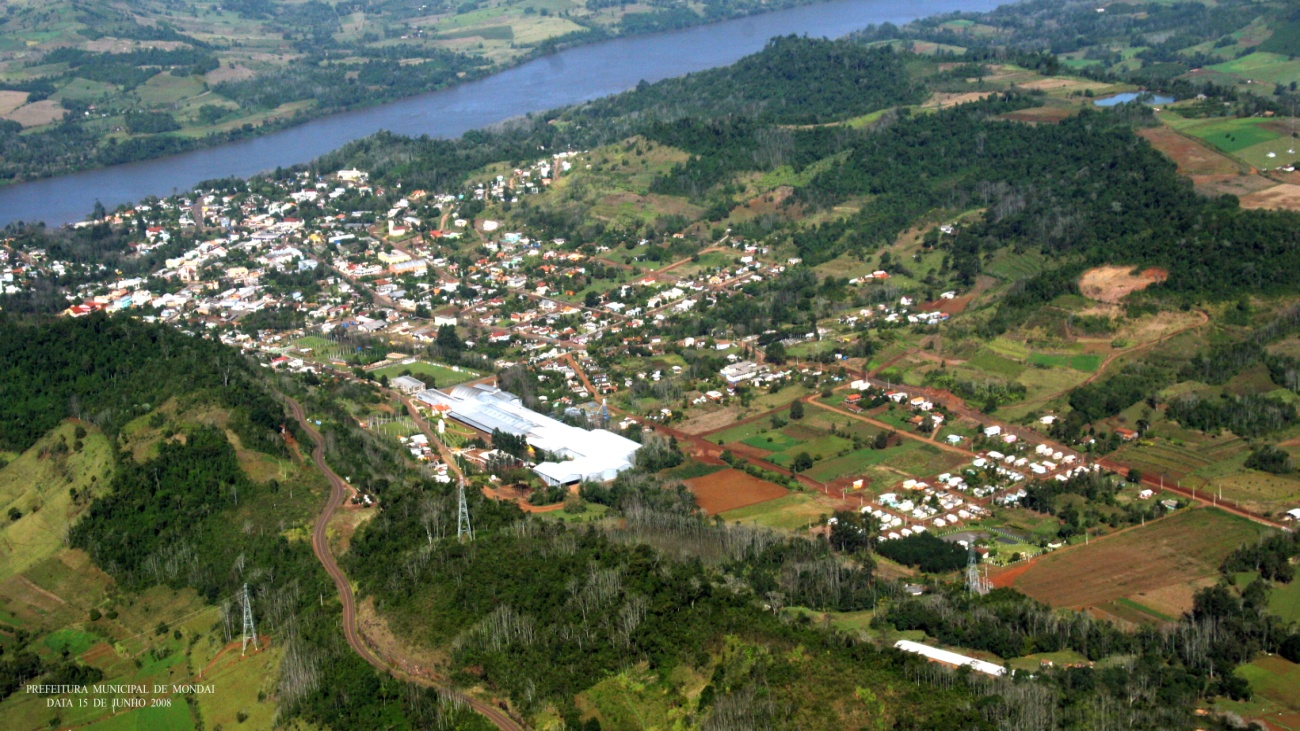 PREFEITURA MUNICIPAL DE MONDAI
DATA 15 DE JUNHO 2008